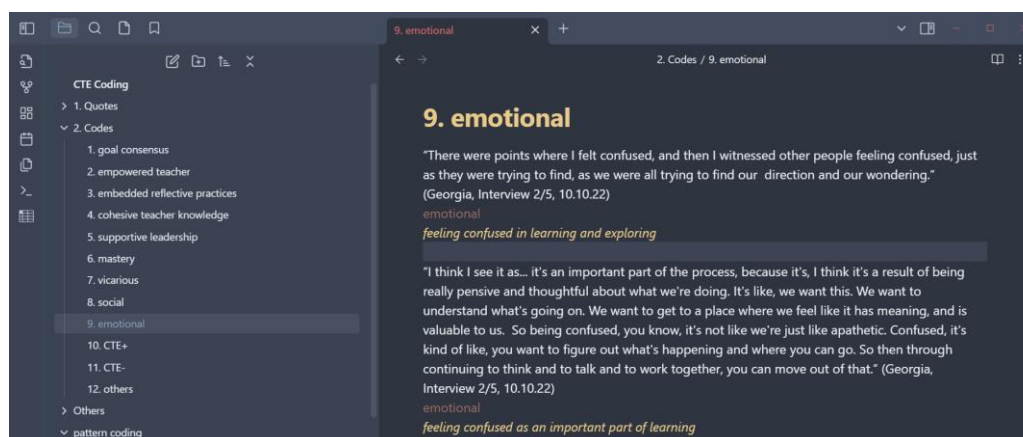 9. emotional
2. Codes / 9. emotional
CTE Coding
1. Quotes
2. Codes
1. goal consensus
2. empowered teacher
3. embedded reflective practices
4. cohesive teacher knowledge
5. supportive leadership
6. mastery
7. vicarious
8. social
9. emotional
10. CTE+
11. CTE-
12. others
Others
pattern coding
9. emotional
"There were points where I felt confused, and then I witnessed other people feeling confused, just
as they were trying to find, as we were all trying to find our direction and our wondering."
(Georgia, Interview 2/5, 10.10.22)
emotional
feeling confused in learning and exploring
"I think I see it as... it's an important part of the process, because it's, I think it's a result of being
really pensive and thoughtful about what we're doing. It's like, we want this. We want to
understand what's going on. We want to get to a place where we feel like it has meaning, and is
valuable to us. So being confused, you know, it's not like we're just like apathetic. Confused, it's
kind of like, you want to figure out what's happening and where you can go. So then through
continuing to think and to talk and to work together, you can move out of that." (Georgia,
Interview 2/5, 10.10.22)
emotional
feeling confused as an important part of learning